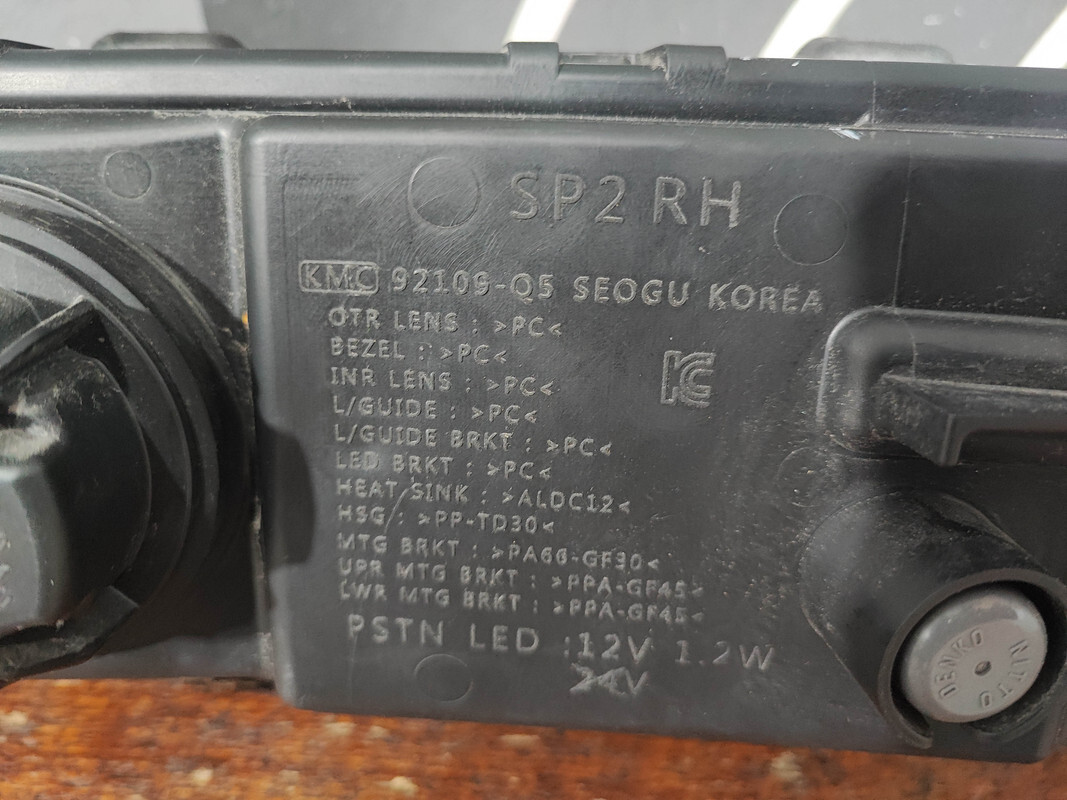 SP2 RH
KMC 92109-Q5 SEOGU KOREA
OTR LENS : >PC<
BEZEL : >PC<
INR LENS : >PC<
L/GUIDE : >PC<
L/GUIDE BRKT : >PC<
LED BRKT : >PC<
HEAT SINK : >ALDC12<
HSG : >PP-TD30<
MTG BRKT : >PA66-GF30<
UPR MTG BRKT : >PPA-GF45<
LWR MTG BRKT : >PPA-GF45<
PSTN LED : 12V 1.2W
24V
NITTO DENKO